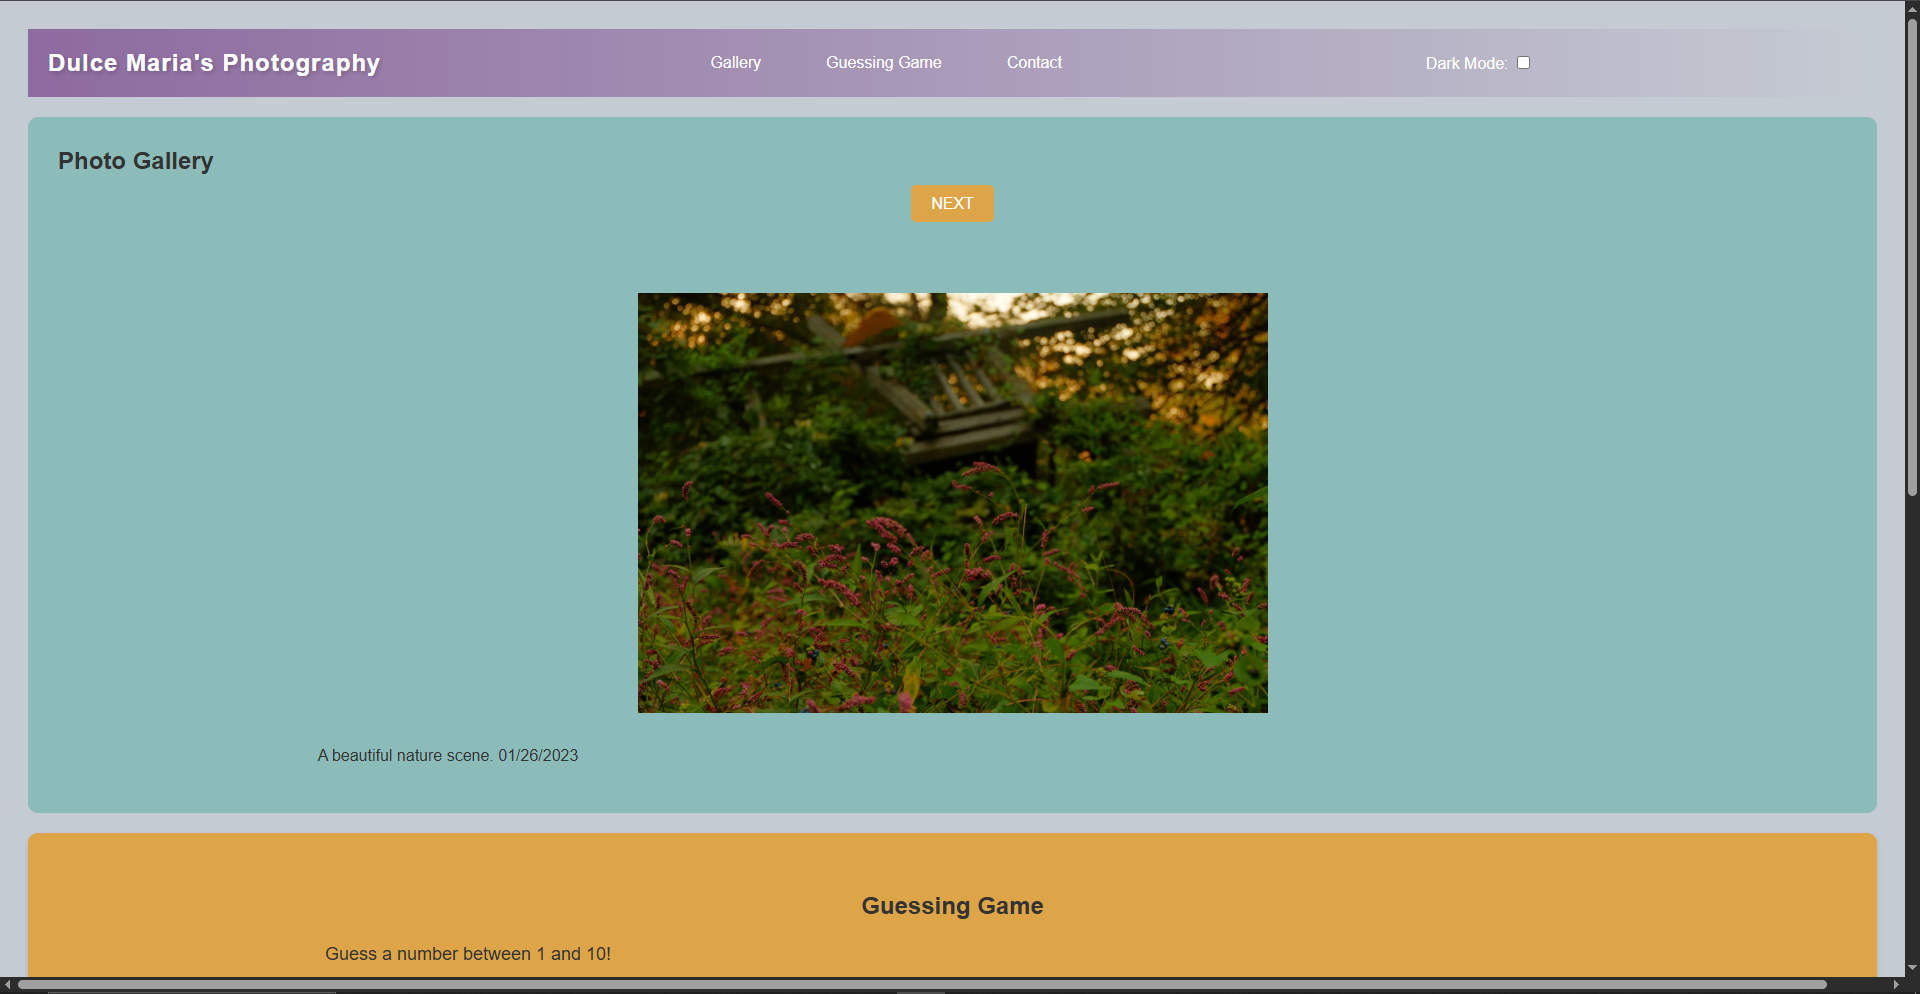 Dulce Maria's Photography
Gallery
Guessing Game
Contact
Dark Mode:
Photo Gallery
NEXT
A beautiful nature scene. 01/26/2023
Guessing Game
Guess a number between 1 and 10!